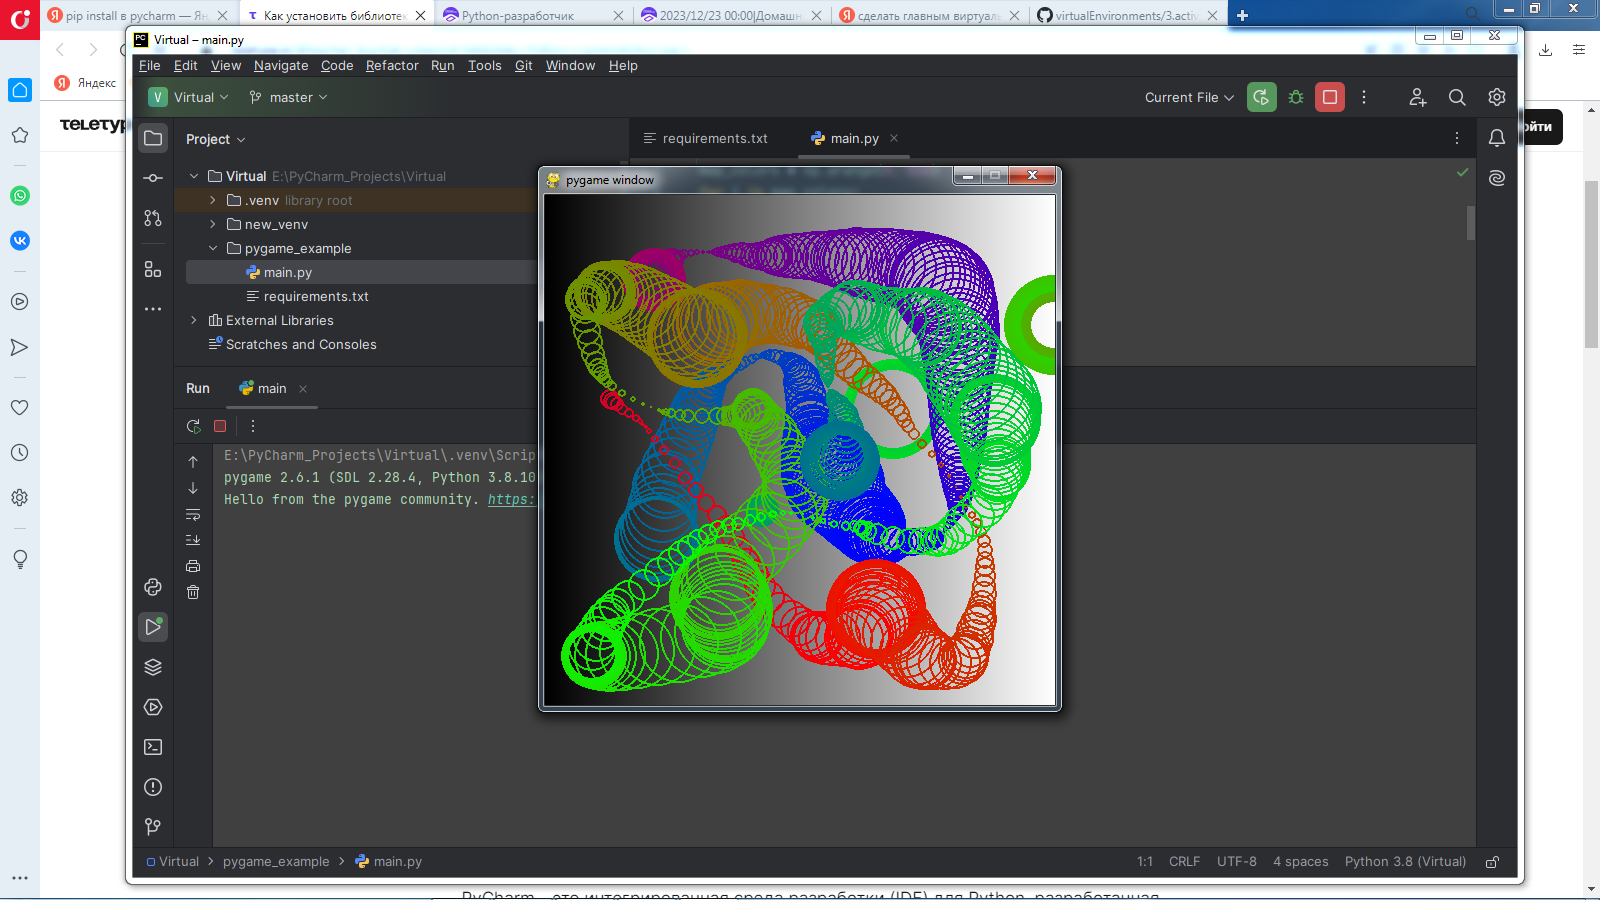 pip install в pycharm — Ян
Как установить библиотек
Python-разработчик
2023/12/23 00:00|Домашн
сделать главным виртуаль
virtualEnvironments/3.activ
Virtual – main.py
File Edit View Navigate Code Refactor Run Tools Git Window Help
Яндекс
V Virtual master Current File
TELETYP
ойти
Project
requirements.txt
main.py
Virtual E:\PyCharm_Projects\Virtual
.venv library root
new_venv
pygame_example
main.py
requirements.txt
External Libraries
Scratches and Consoles
pygame window
Run main
E:\PyCharm_Projects\Virtual\.venv\Scrip
pygame 2.6.1 (SDL 2.28.4, Python 3.8.10
Hello from the pygame community. https:
Virtual > pygame_example > main.py 1:1 CRLF UTF-8 4 spaces Python 3.8 (Virtual)
PyCharm – это интегрированная среда разработки (IDE) для Python, разработанная